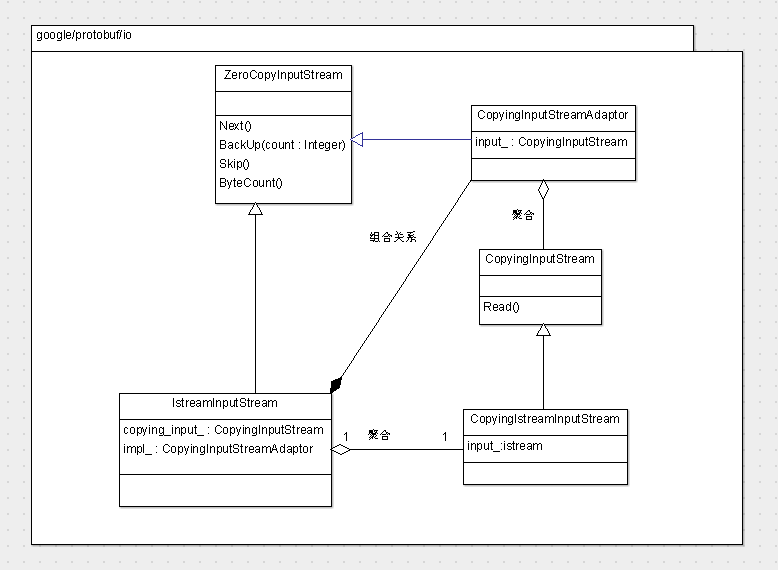 google/protobuf/io
ZeroCopyInputStream
Next()
BackUp(count : Integer)
Skip()
ByteCount()
CopyingInputStreamAdaptor
input_ : CopyingInputStream
聚合
组合关系
CopyingInputStream
Read()
IstreamInputStream
copying_input_ : CopyingInputStream
impl_ : CopyingInputStreamAdaptor
1
聚合
1
CopyingIstreamInputStream
input_:istream